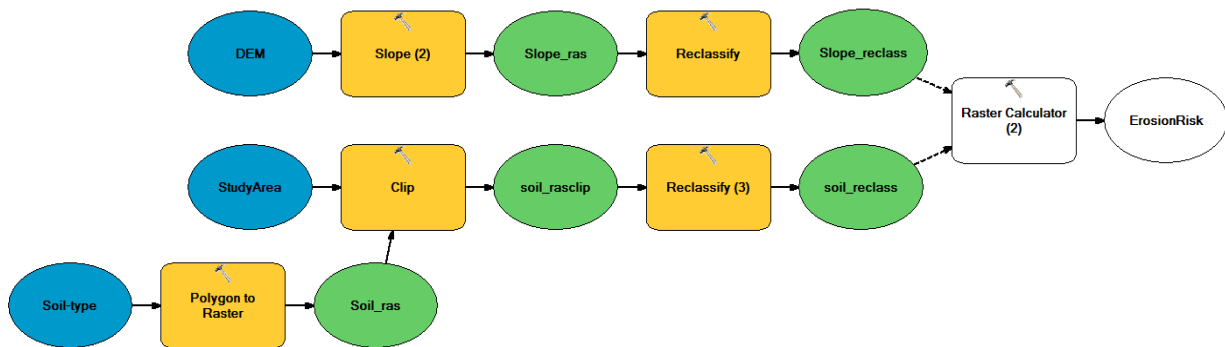 DEM
Slope (2)
Slope_ras
Reclassify
Slope_reclass
Raster Calculator
(2)
ErosionRisk
StudyArea
Clip
soil_rasclip
Reclassify (3)
soil_reclass
Soil-type
Polygon to
Raster
Soil_ras